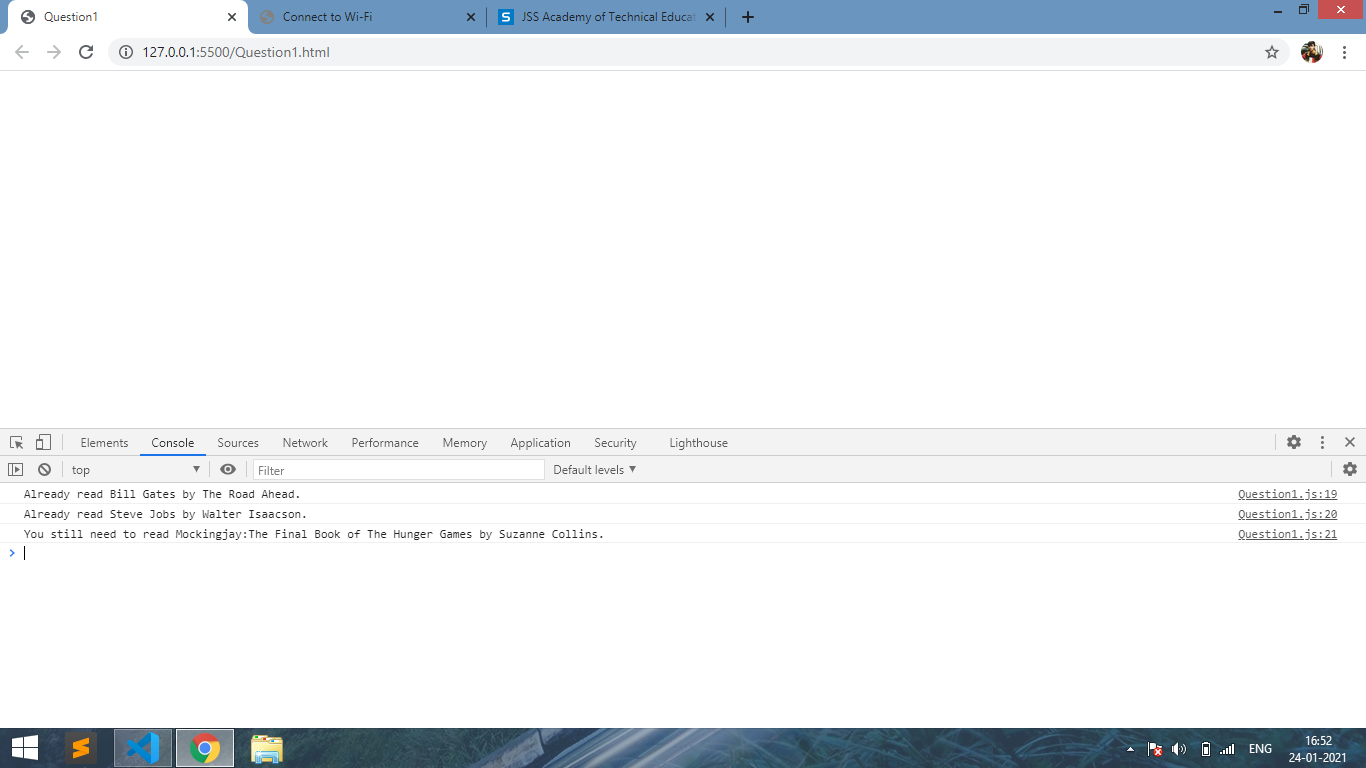 Question1
Connect to Wi-Fi
S JSS Academy of Technical Educat
127.0.0.1:5500/Question1.html
Elements Console Sources Network Performance Memory Application Security Lighthouse
top Filter Default levels
Already read Bill Gates by The Road Ahead. Question1.js:19
Already read Steve Jobs by Walter Isaacson. Question1.js:20
You still need to read Mockingjay:The Final Book of The Hunger Games by Suzanne Collins. Question1.js:21
ENG
16:52
24-01-2021